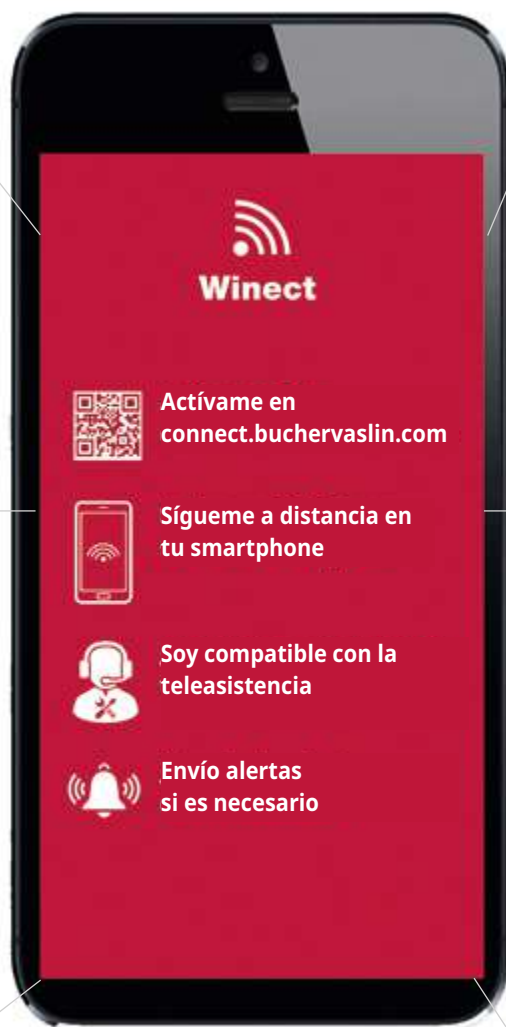 Winect
Actívame en
connect.buchervaslin.com
Sígueme a distancia en
tu smartphone
Soy compatible con la
teleasistencia
Envío alertas
si es necesario